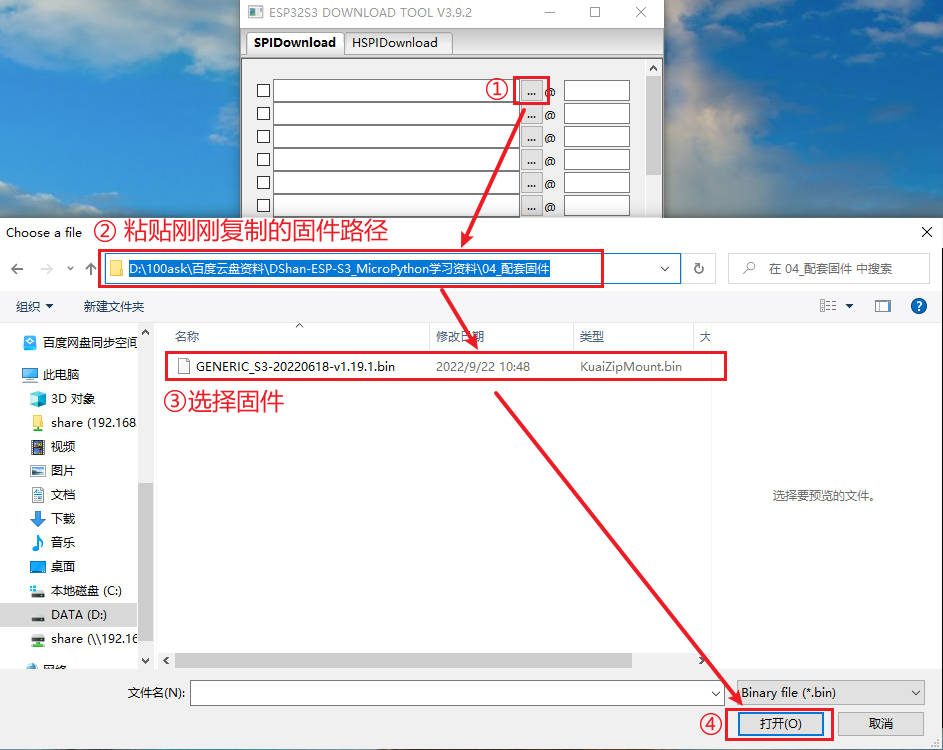 ESP32S3 DOWNLOAD TOOL V3.9.2
SPIDownload HSPIDownload
① ... @
... @
... @
... @
... @
... @
Choose a file ② 粘贴刚刚复制的固件路径
D:\100ask\百度云盘资料\DShan-ESP-S3_MicroPython学习资料\04_配套固件 在 04_配套固件 中搜索
组织 新建文件夹
名称 修改日期 类型 大
百度网盘同步空间
GENERIC_S3-20220618-v1.19.1.bin 2022/9/22 10:48 KuaiZipMount.bin
此电脑
③选择固件
3D 对象
share (192.168
视频
图片
文档
选择要预览的文件。
下载
音乐
桌面
本地磁盘 (C:)
DATA (D:)
share (\\192.16
网络
文件名(N): Binary file (*.bin)
④ 打开(O) 取消